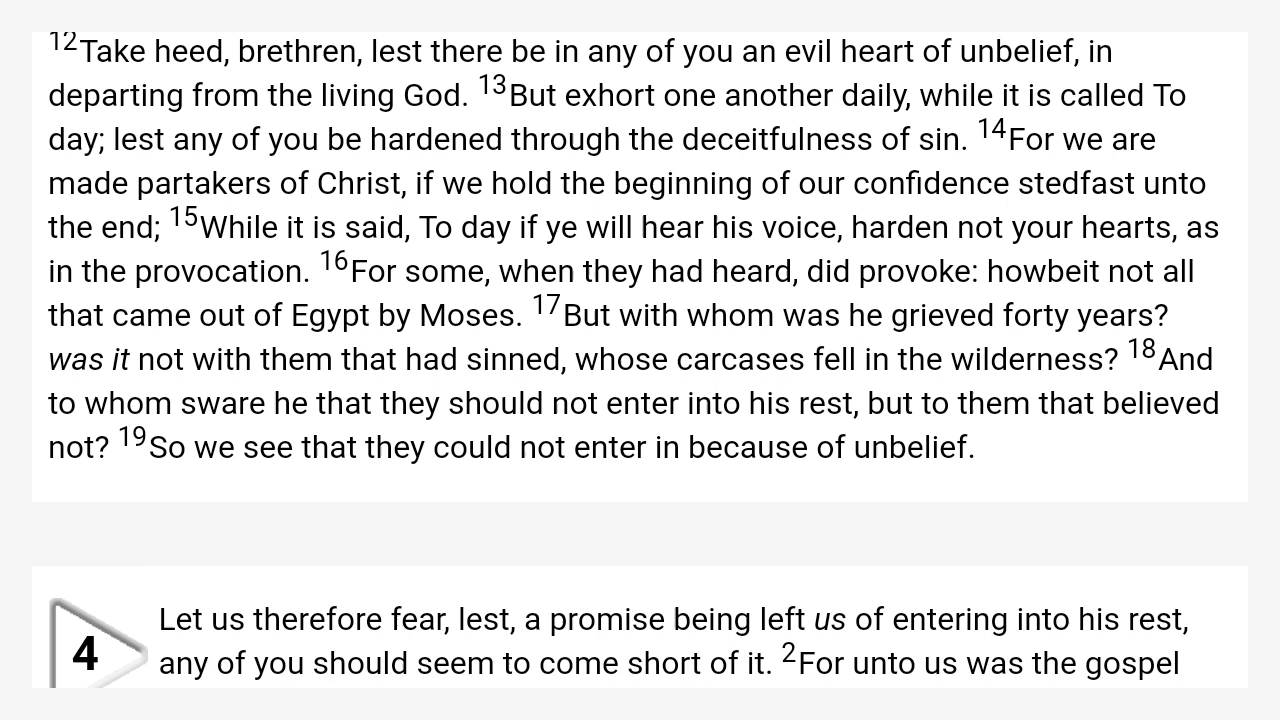 12Take heed, brethren, lest there be in any of you an evil heart of unbelief, in
departing from the living God. 13But exhort one another daily, while it is called To
day; lest any of you be hardened through the deceitfulness of sin. 14For we are
made partakers of Christ, if we hold the beginning of our confidence stedfast unto
the end; 15While it is said, To day if ye will hear his voice, harden not your hearts, as
in the provocation. 16For some, when they had heard, did provoke: howbeit not all
that came out of Egypt by Moses. 17But with whom was he grieved forty years?
was it not with them that had sinned, whose carcases fell in the wilderness? 18And
to whom sware he that they should not enter into his rest, but to them that believed
not? 19So we see that they could not enter in because of unbelief.
4
Let us therefore fear, lest, a promise being left us of entering into his rest,
any of you should seem to come short of it. 2For unto us was the gospel